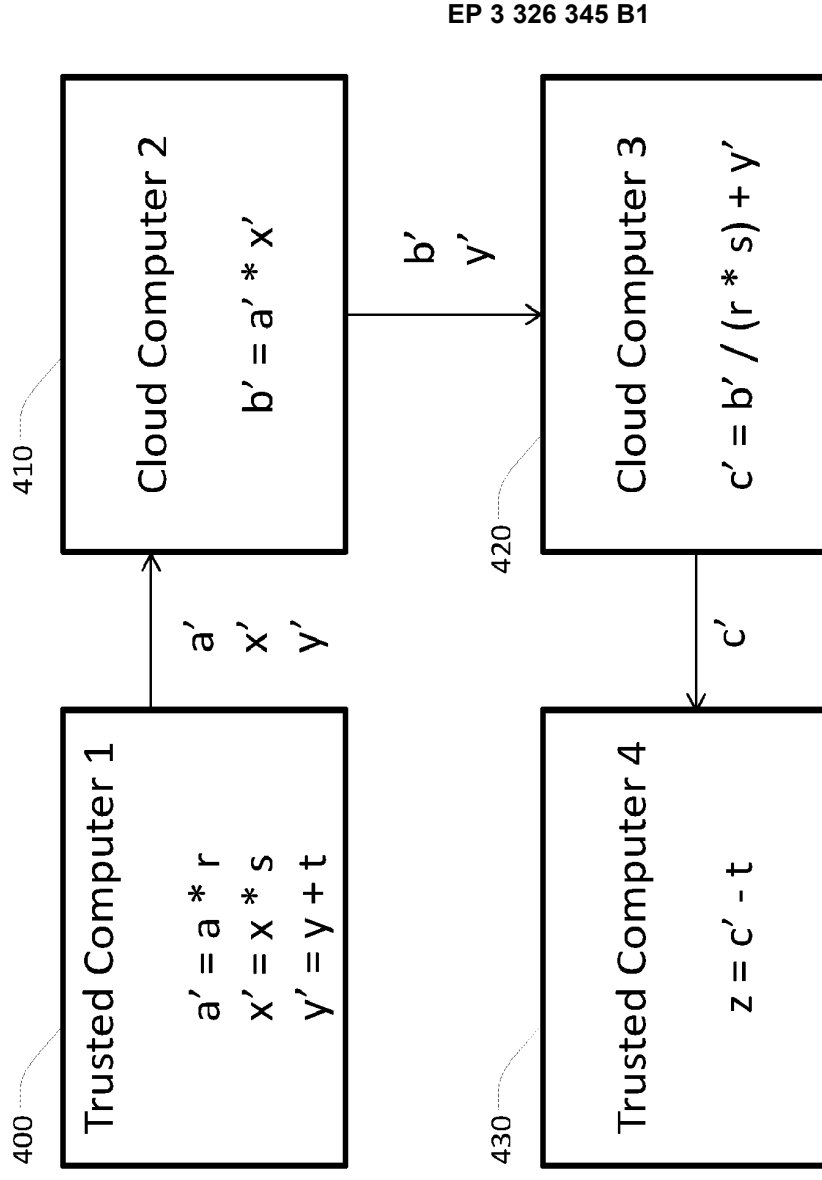 EP 3 326 345 B1
400
Trusted Computer 1
a′ = a * r
x′ = x * s
y′ = y + t
a′
x′
y′
410
Cloud Computer 2
b′ = a′ * x′
b′
y′
420
Cloud Computer 3
c′ = b′ / (r * s) + y′
c′
430
Trusted Computer 4
z = c′ - t